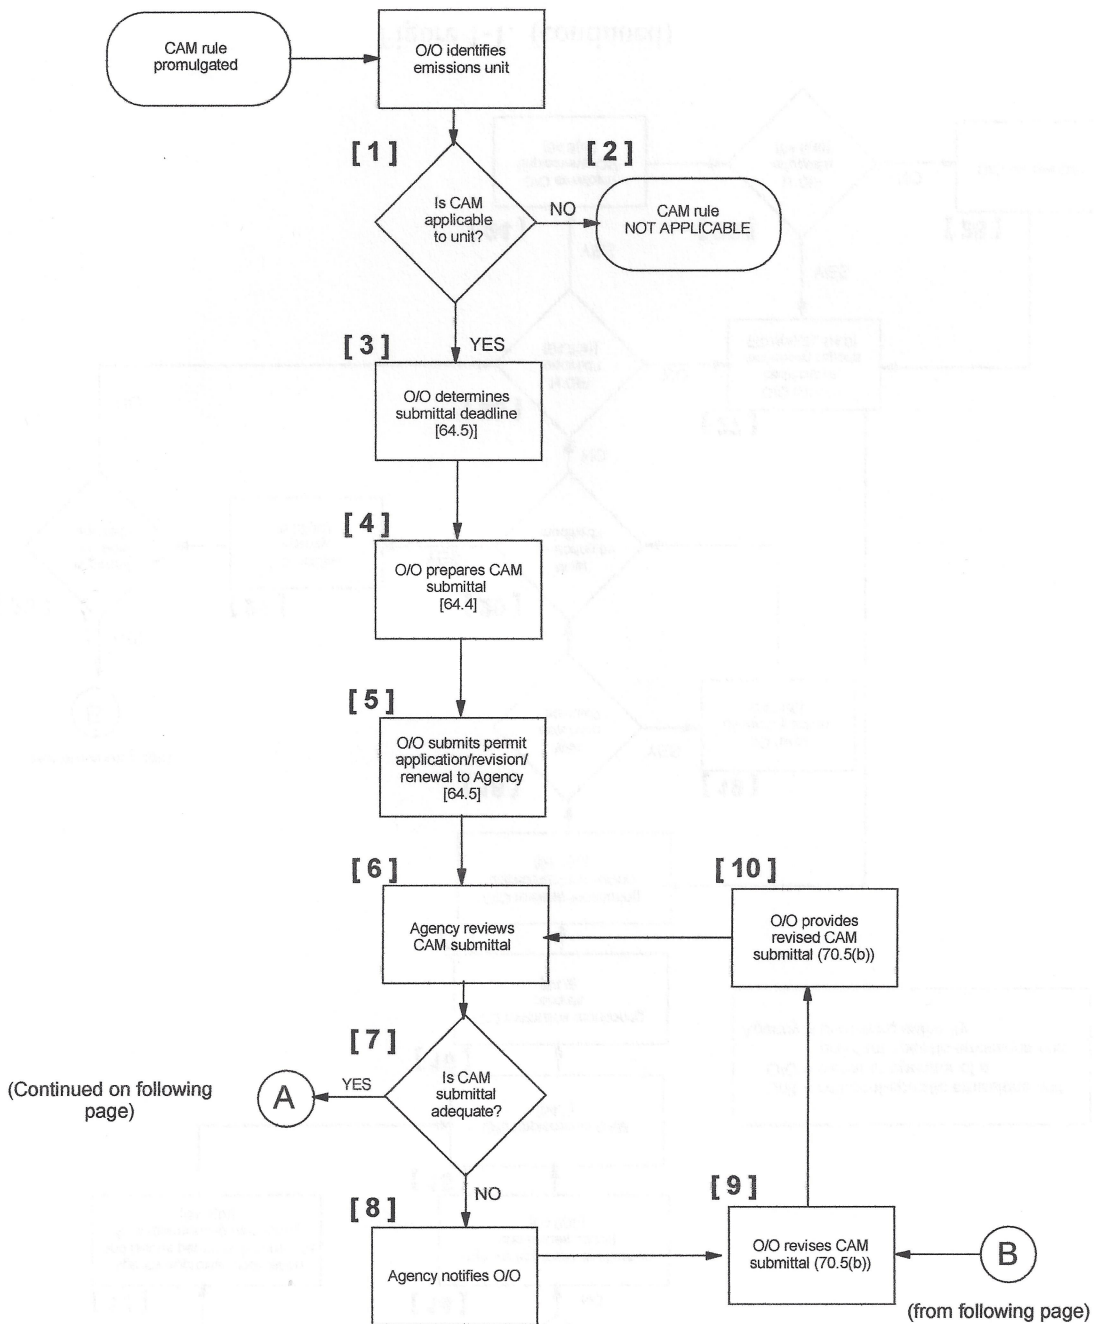 CAM rule
promulgated
O/O identifies
emissions unit
[ 1 ]
Is CAM
applicable
to unit?
NO
[ 2 ]
CAM rule
NOT APPLICABLE
YES
[ 3 ]
O/O determines
submittal deadline
[64.5)]
[ 4 ]
O/O prepares CAM
submittal
[64.4]
[ 5 ]
O/O submits permit
application/revision/
renewal to Agency
[64.5]
[ 6 ]
Agency reviews
CAM submittal
[ 10 ]
O/O provides
revised CAM
submittal (70.5(b))
[ 7 ]
Is CAM
submittal
adequate?
YES
A
(Continued on following
page)
NO
[ 8 ]
Agency notifies O/O
[ 9 ]
O/O revises CAM
submittal (70.5(b))
B
(from following page)